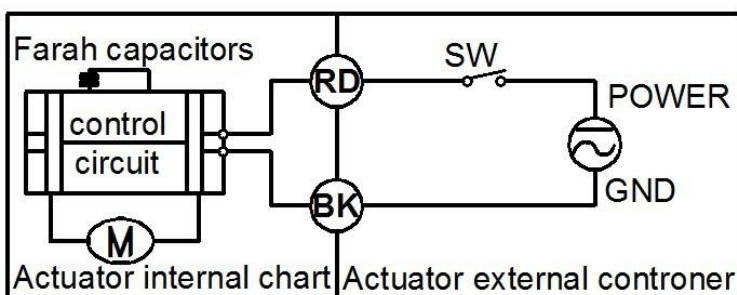 Farah capacitors
RD
SW
POWER
control
circuit
GND
BK
M
Actuator internal chart
Actuator external controner